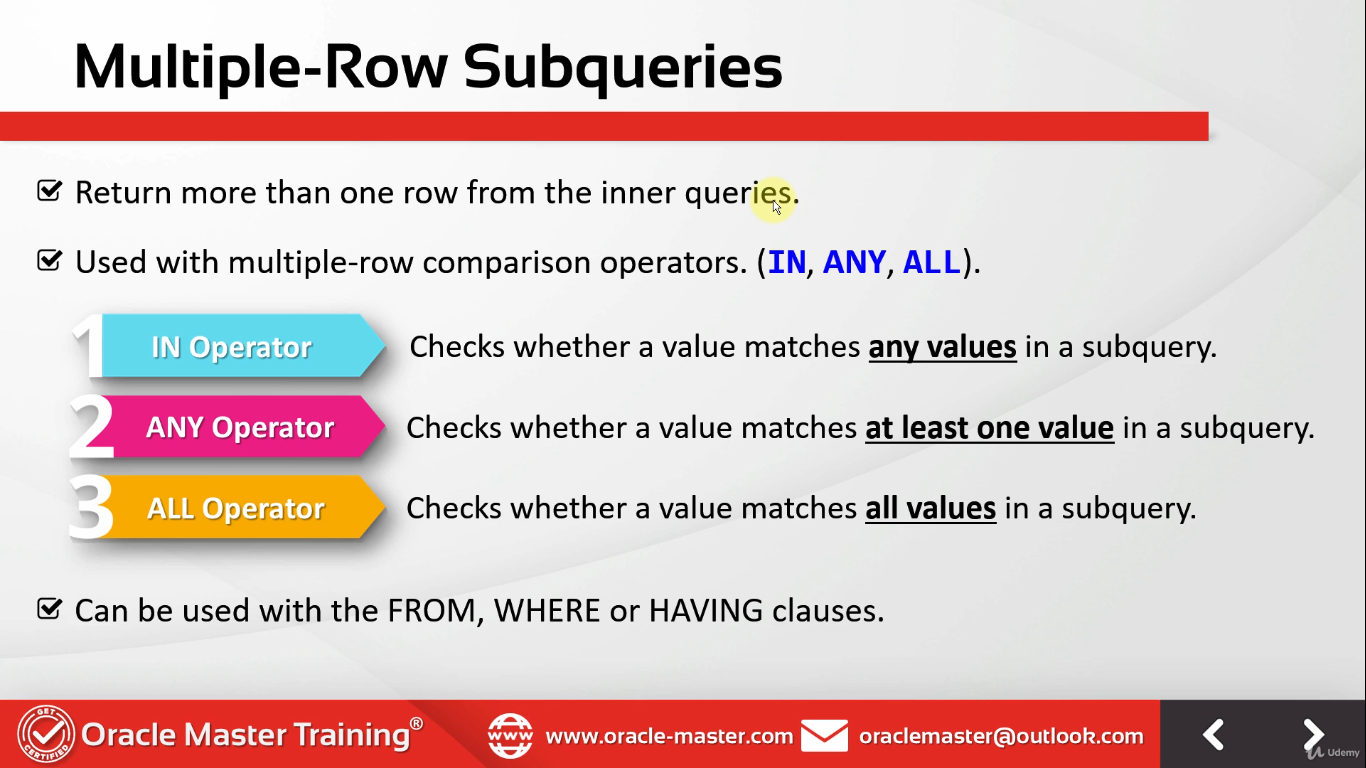 Multiple-Row Subqueries
Return more than one row from the inner queries.
Used with multiple-row comparison operators. (IN, ANY, ALL).
1 IN Operator Checks whether a value matches any values in a subquery.
2 ANY Operator Checks whether a value matches at least one value in a subquery.
3 ALL Operator Checks whether a value matches all values in a subquery.
Can be used with the FROM, WHERE or HAVING clauses.
GET CERTIFIED Oracle Master Training® www www.oracle-master.com oraclemaster@outlook.com
Udemy